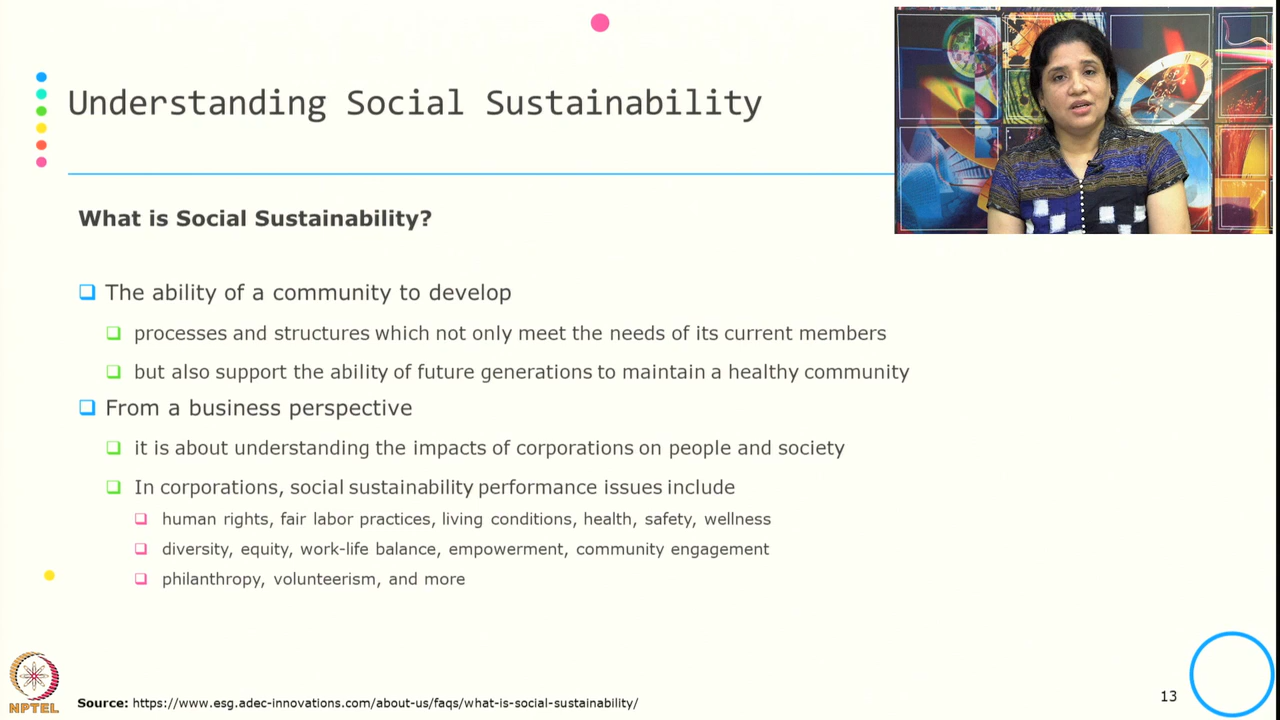 Understanding Social Sustainability
What is Social Sustainability?
The ability of a community to develop
processes and structures which not only meet the needs of its current members
but also support the ability of future generations to maintain a healthy community
From a business perspective
it is about understanding the impacts of corporations on people and society
In corporations, social sustainability performance issues include
human rights, fair labor practices, living conditions, health, safety, wellness
diversity, equity, work-life balance, empowerment, community engagement
philanthropy, volunteerism, and more
NPTEL
Source: https://www.esg.adec-innovations.com/about-us/faqs/what-is-social-sustainability/
13